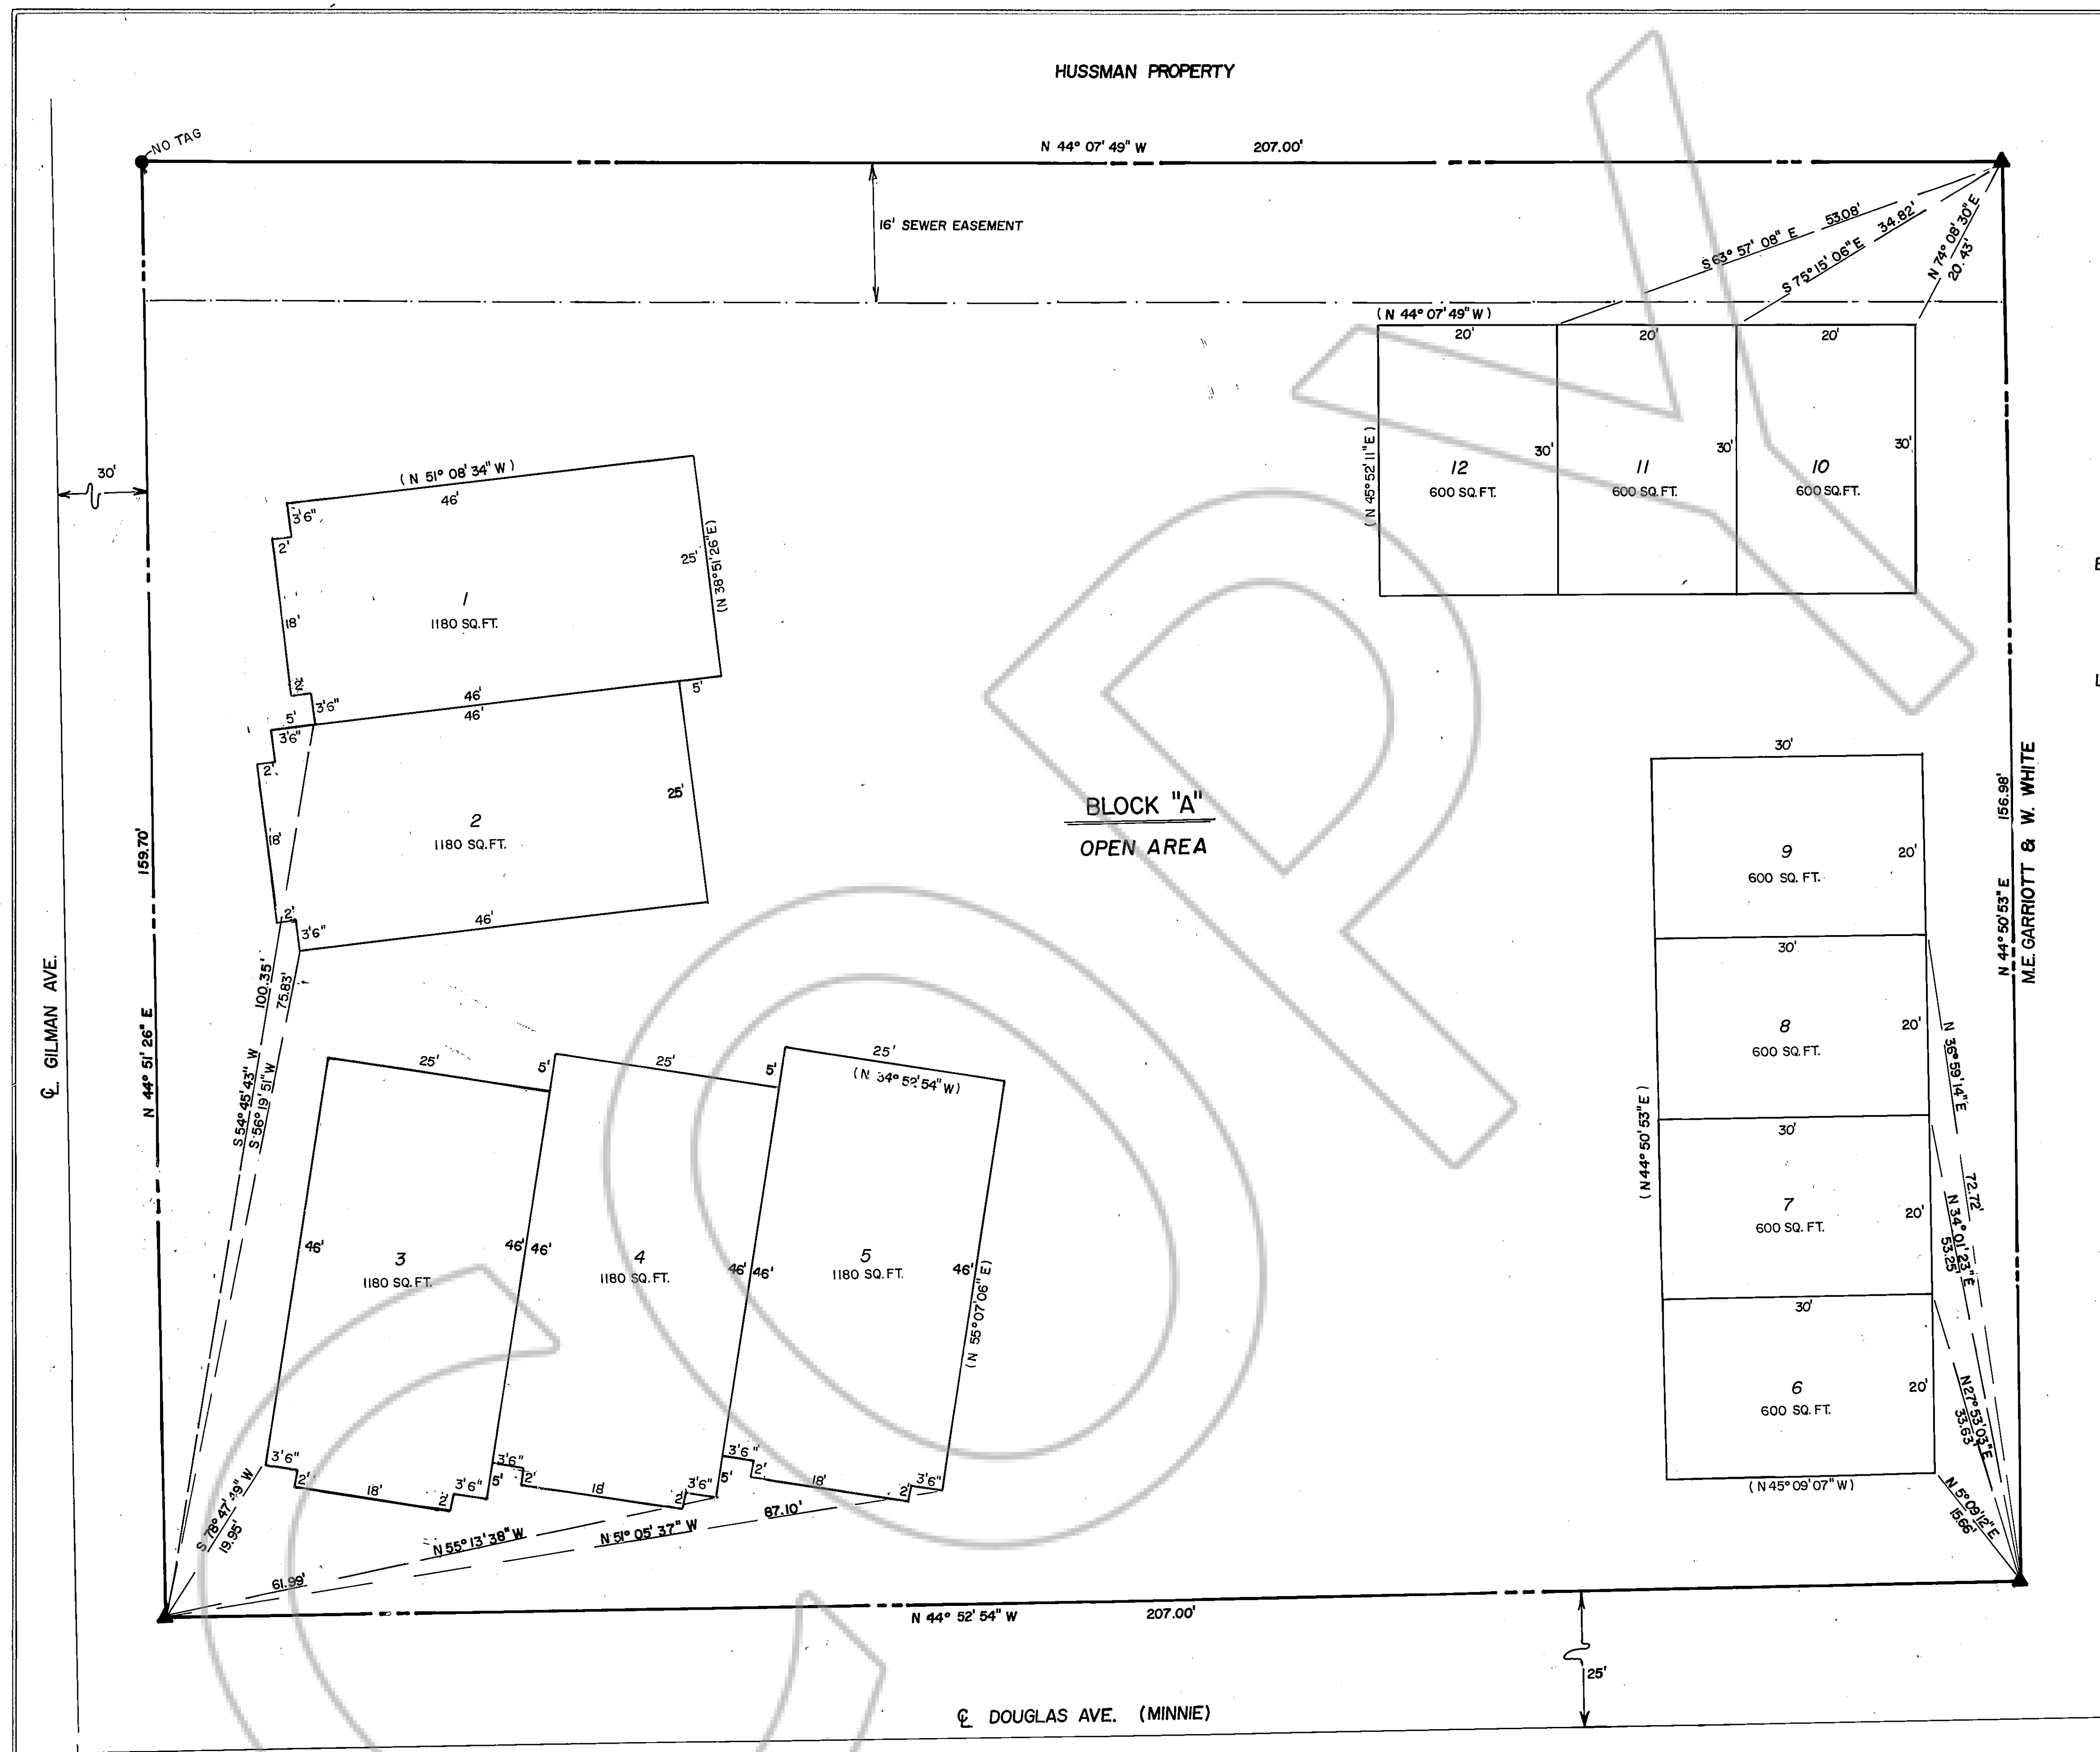 HUSSMAN PROPERTY
NO TAG
N 44° 07' 49" W 207.00'
16' SEWER EASEMENT
S 63° 57' 08" E 53.08'
S 75° 15' 06" E 34.82'
N 74° 08' 30" E
20.43'
( N 44° 07' 49" W )
20' 20' 20'
( N 45° 52' 11" E )
30' 30' 30'
12
600 SQ. FT.
11
600 SQ. FT.
10
600 SQ. FT.
30'
( N 51° 08' 34" W )
46'
3'6"
2'
25'
( N 38° 51' 26" E )
1
1180 SQ. FT.
18'
2'
3'6"
46'
5'
46'
5'
3'6"
2'
25'
2
1180 SQ. FT.
18'
2'
3'6"
46'
BLOCK "A"
OPEN AREA
159.70'
N 44° 51' 26" E
℄ GILMAN AVE.
100.35'
75.83'
S 54° 45' 43" W
S 56° 19' 51" W
30'
9
600 SQ. FT.
20'
30'
8
600 SQ. FT.
20'
30'
7
600 SQ. FT.
20'
30'
6
600 SQ. FT.
20'
( N 44° 50' 53" E )
( N 45° 09' 07" W )
156.98'
N 44° 50' 53" E
M.E. GARRIOTT & W. WHITE
E
L
N 36° 59' 14" E
72.72'
N 34° 01' 23" E
53.25'
N 27° 53' 03" E
33.63'
N 5° 09' 12" E
15.66'
25' 5' 25' 5' 25'
( N 34° 52' 54" W )
46'
3
1180 SQ. FT.
46' 46'
4
1180 SQ. FT.
46' 46'
5
1180 SQ. FT.
46'
( N 55° 07' 06" E )
3'6"
2'
18'
2'
3'6"
5'
3'6"
2'
18'
2'
3'6"
5'
3'6"
2'
18'
2'
3'6"
S 78° 47' 49" W
19.95'
N 55° 13' 38" W
61.99'
N 51° 05' 37" W
87.10'
N 44° 52' 54" W 207.00'
25'
℄ DOUGLAS AVE. (MINNIE)
COPY